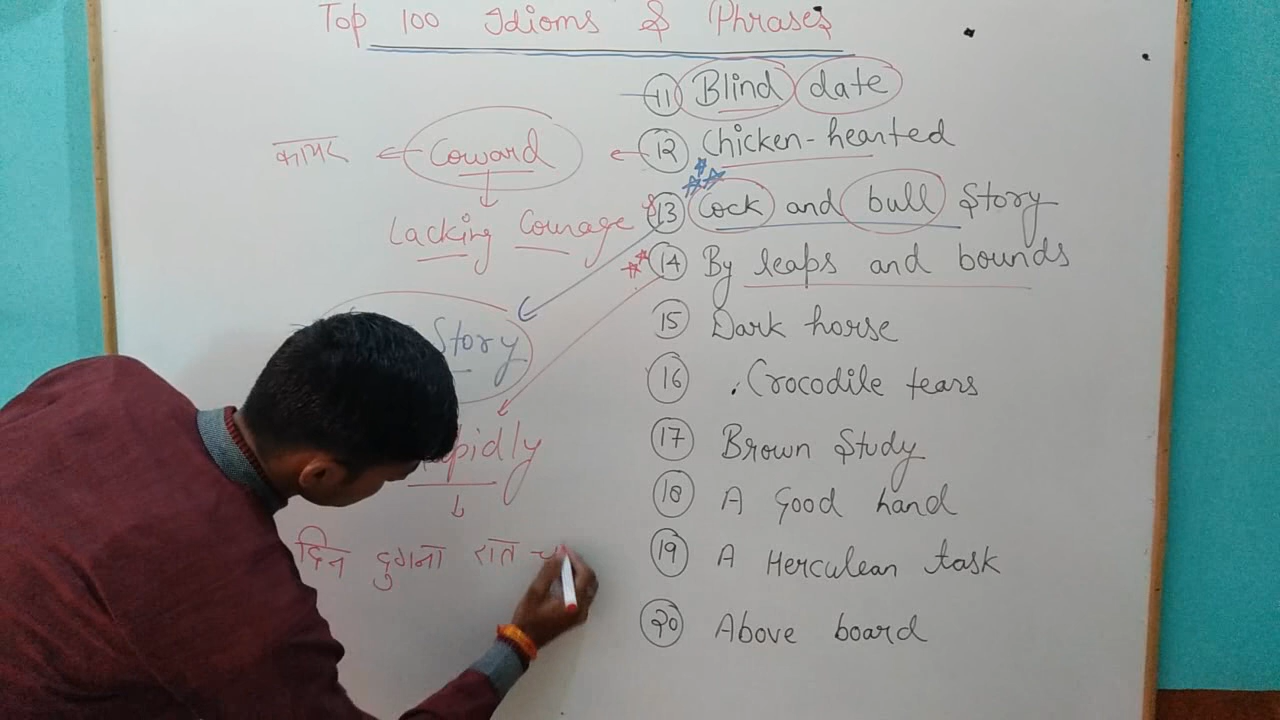 Top 100 Idioms & Phrases
11 Blind date
12 Chicken-hearted
Coward
कायर
Lacking Courage
13 Cock and bull Story
14 By leaps and bounds
Story
15 Dark horse
16 Crocodile tears
17 Brown Study
18 A Good hand
19 A Herculean task
20 Above board
दिन दुगना रात